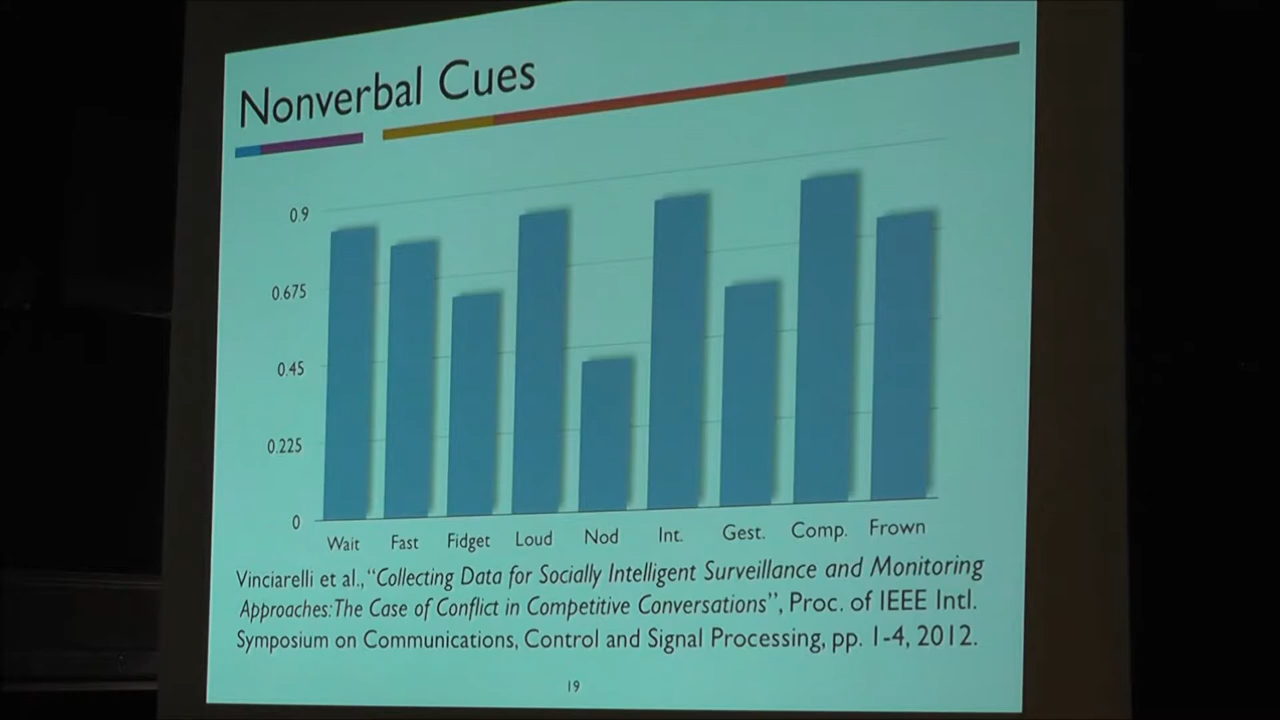 Nonverbal Cues
0.9
0.675
0.45
0.225
0
Wait Fast Fidget Loud Nod Int. Gest. Comp. Frown
Vinciarelli et al., “Collecting Data for Socially Intelligent Surveillance and Monitoring
Approaches: The Case of Conflict in Competitive Conversations”, Proc. of IEEE Intl.
Symposium on Communications, Control and Signal Processing, pp. 1-4, 2012.
19